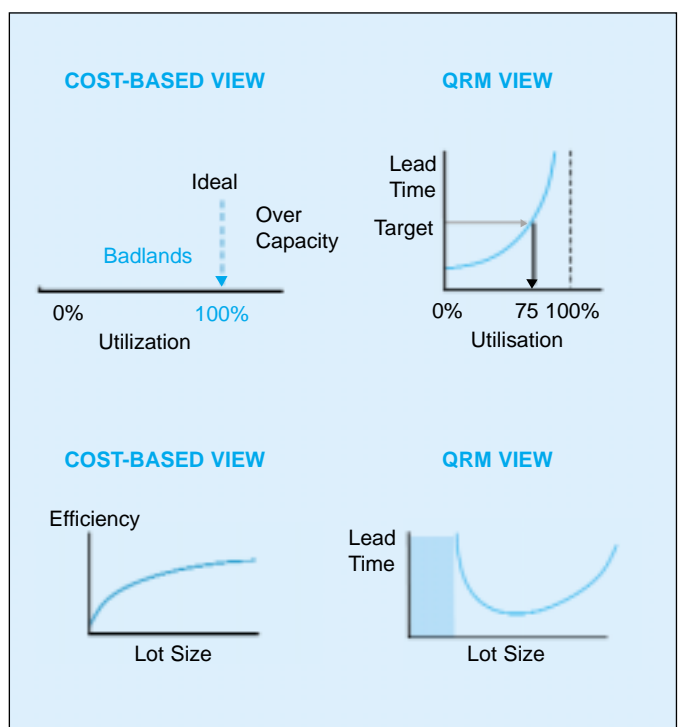 COST-BASED VIEW
Ideal
Over
Capacity
Badlands
0%
100%
Utilization
QRM VIEW
Lead
Time
Target
0%
75 100%
Utilisation
COST-BASED VIEW
Efficiency
Lot Size
QRM VIEW
Lead
Time
Lot Size